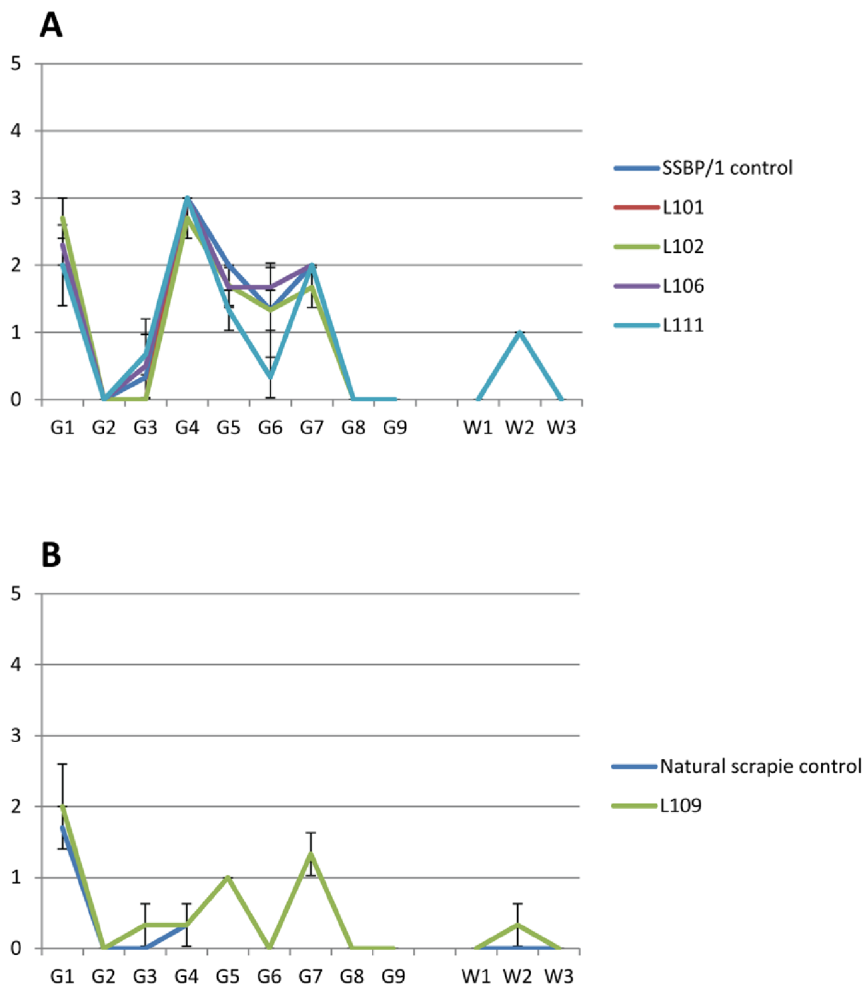 A
5
4
3
2
1
0
G1 G2 G3 G4 G5 G6 G7 G8 G9 W1 W2 W3
SSBP/1 control
L101
L102
L106
L111
B
5
4
3
2
1
0
G1 G2 G3 G4 G5 G6 G7 G8 G9 W1 W2 W3
Natural scrapie control
L109